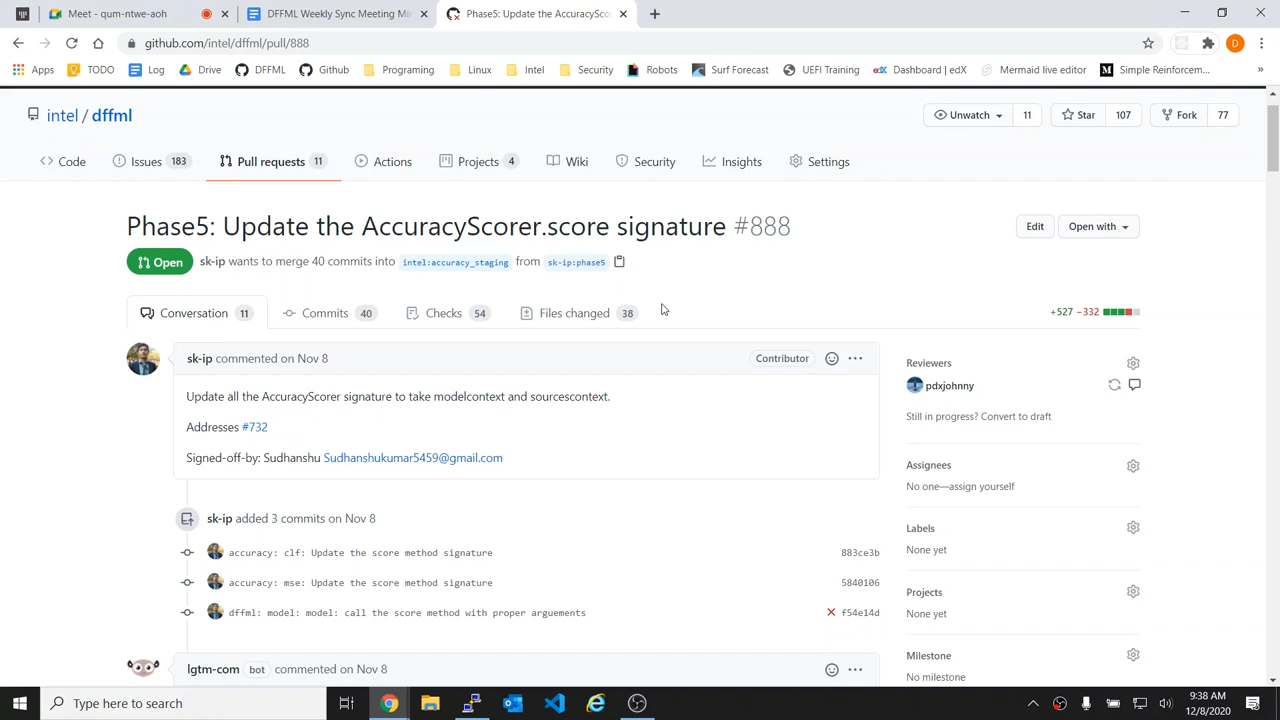 Meet - qum-ntwe-aoh
DFFML Weekly Sync Meeting Mi
Phase5: Update the AccuracySco
github.com/intel/dffml/pull/888
Apps
TODO
Log
Drive
DFFML
Github
Programing
Linux
Intel
Security
Robots
Surf Forecast
UEFI Training
Dashboard | edX
Mermaid live editor
Simple Reinforcem...
»
intel / dffml
Unwatch 11
Star 107
Fork 77
Code
Issues 183
Pull requests 11
Actions
Projects 4
Wiki
Security
Insights
Settings
Phase5: Update the AccuracyScorer.score signature #888
Edit
Open with
Open
sk-ip wants to merge 40 commits into intel:accuracy_staging from sk-ip:phase5
Conversation 11
Commits 40
Checks 54
Files changed 38
+527 −332
sk-ip commented on Nov 8
Contributor
Update all the AccuracyScorer signature to take modelcontext and sourcescontext.
Addresses #732
Signed-off-by: Sudhanshu Sudhanshukumar5459@gmail.com
sk-ip added 3 commits on Nov 8
accuracy: clf: Update the score method signature 883ce3b
accuracy: mse: Update the score method signature 5840106
dffml: model: model: call the score method with proper arguements f54e14d
lgtm-com bot commented on Nov 8
Reviewers
pdxjohnny
Still in progress? Convert to draft
Assignees
No one—assign yourself
Labels
None yet
Projects
None yet
Milestone
No milestone
Type here to search
9:38 AM
12/8/2020